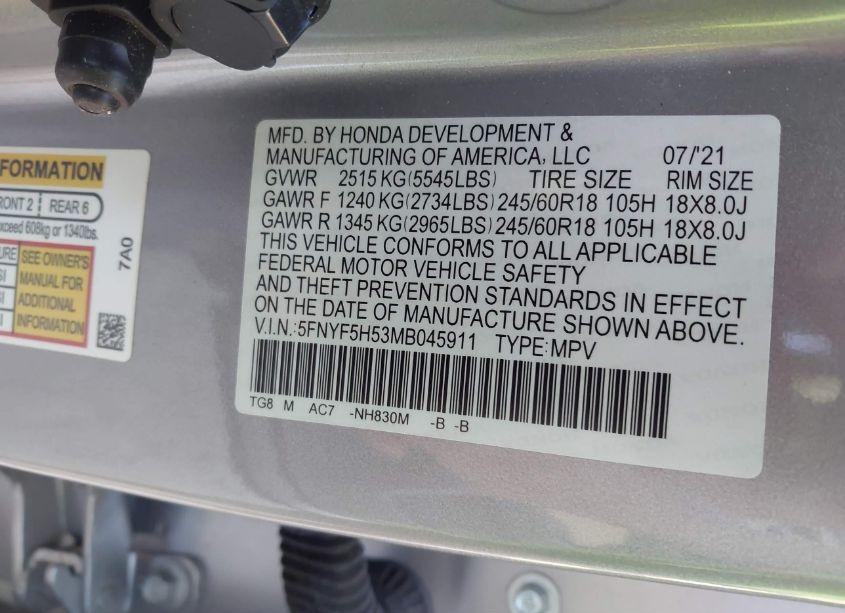 FORMATION
RONT 2 REAR 6
exceed 608kg or 1340lbs.
SEE OWNER'S
MANUAL FOR
ADDITIONAL
INFORMATION
7A0
MFD. BY HONDA DEVELOPMENT &
MANUFACTURING OF AMERICA, LLC 07/'21
GVWR 2515 KG(5545LBS) TIRE SIZE RIM SIZE
GAWR F 1240 KG(2734LBS) 245/60R18 105H 18X8.0J
GAWR R 1345 KG(2965LBS) 245/60R18 105H 18X8.0J
THIS VEHICLE CONFORMS TO ALL APPLICABLE
FEDERAL MOTOR VEHICLE SAFETY
AND THEFT PREVENTION STANDARDS IN EFFECT
ON THE DATE OF MANUFACTURE SHOWN ABOVE.
V.I.N.:5FNYF5H53MB045911 TYPE:MPV
TG8 M AC7 -NH830M -B -B